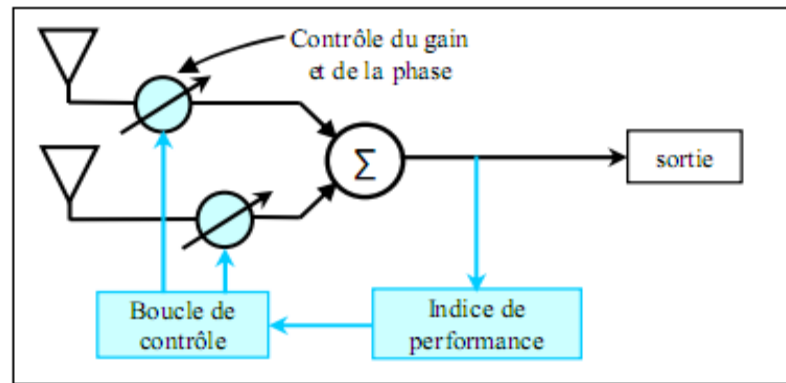 Contrôle du gain
et de la phase
Σ
sortie
Boucle de
contrôle
Indice de
performance